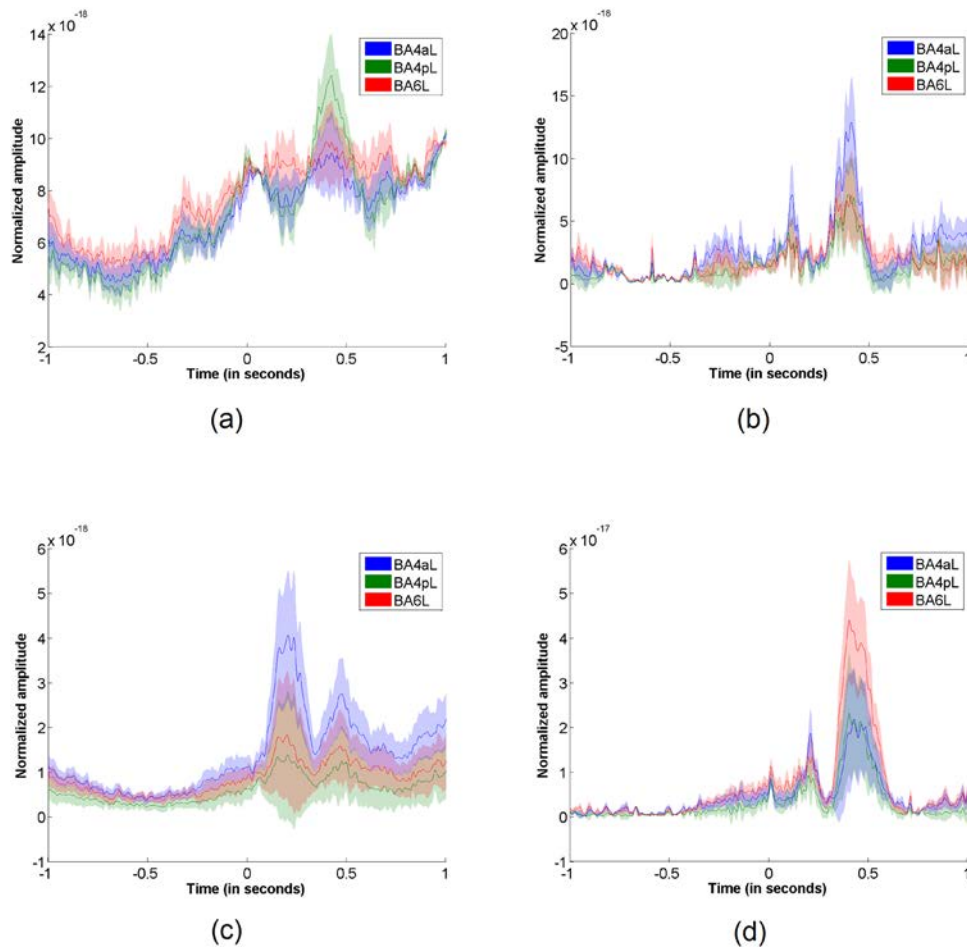 x 10^-18
14
12
10
8
6
4
2
Normalized amplitude
-1 -0.5 0 0.5 1
Time (in seconds)
BA4aL
BA4pL
BA6L
(a)
x 10^-18
20
15
10
5
0
-5
Normalized amplitude
-1 -0.5 0 0.5 1
Time (in seconds)
BA4aL
BA4pL
BA6L
(b)
x 10^-18
6
5
4
3
2
1
0
-1
Normalized amplitude
-1 -0.5 0 0.5 1
Time (in seconds)
BA4aL
BA4pL
BA6L
(c)
x 10^-17
6
5
4
3
2
1
0
-1
Normalized amplitude
-1 -0.5 0 0.5 1
Time (in seconds)
BA4aL
BA4pL
BA6L
(d)